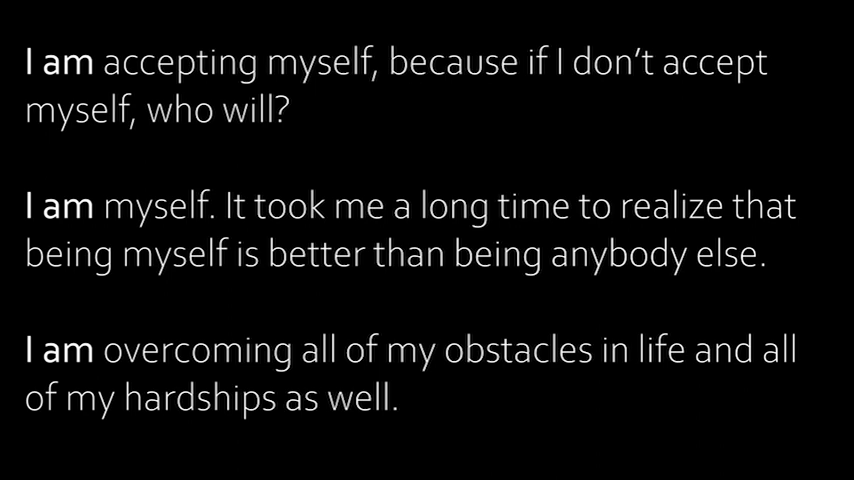 I am accepting myself, because if I don't accept
myself, who will?
I am myself. It took me a long time to realize that
being myself is better than being anybody else.
I am overcoming all of my obstacles in life and all
of my hardships as well.